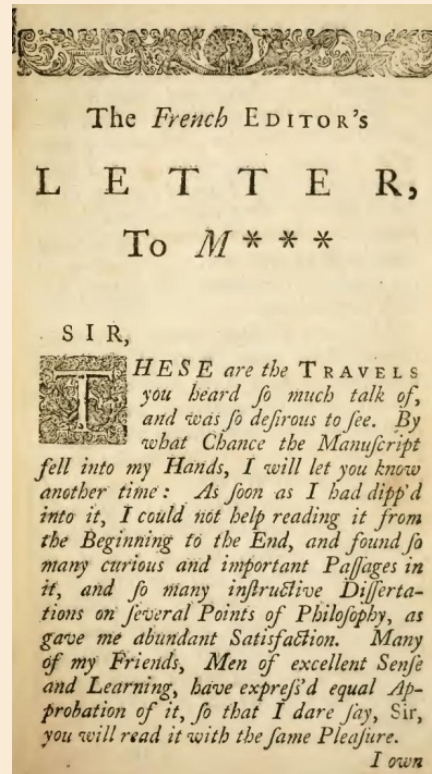 The French EDITOR's
LETTER,
To M***
SIR,
THESE are the TRAVELS
you heard ſo much talk of,
and was ſo deſirous to ſee. By
what Chance the Manuſcript
fell into my Hands, I will let you know
another time: As ſoon as I had dipp'd
into it, I could not help reading it from
the Beginning to the End, and found ſo
many curious and important Paſſages in
it, and ſo many inſtructive Diſſerta-
tions on ſeveral Points of Philoſophy, as
gave me abundant Satisfaction. Many
of my Friends, Men of excellent Senſe
and Learning, have expreſs'd equal Ap-
probation of it, ſo that I dare ſay, Sir,
you will read it with the ſame Pleaſure.
I own